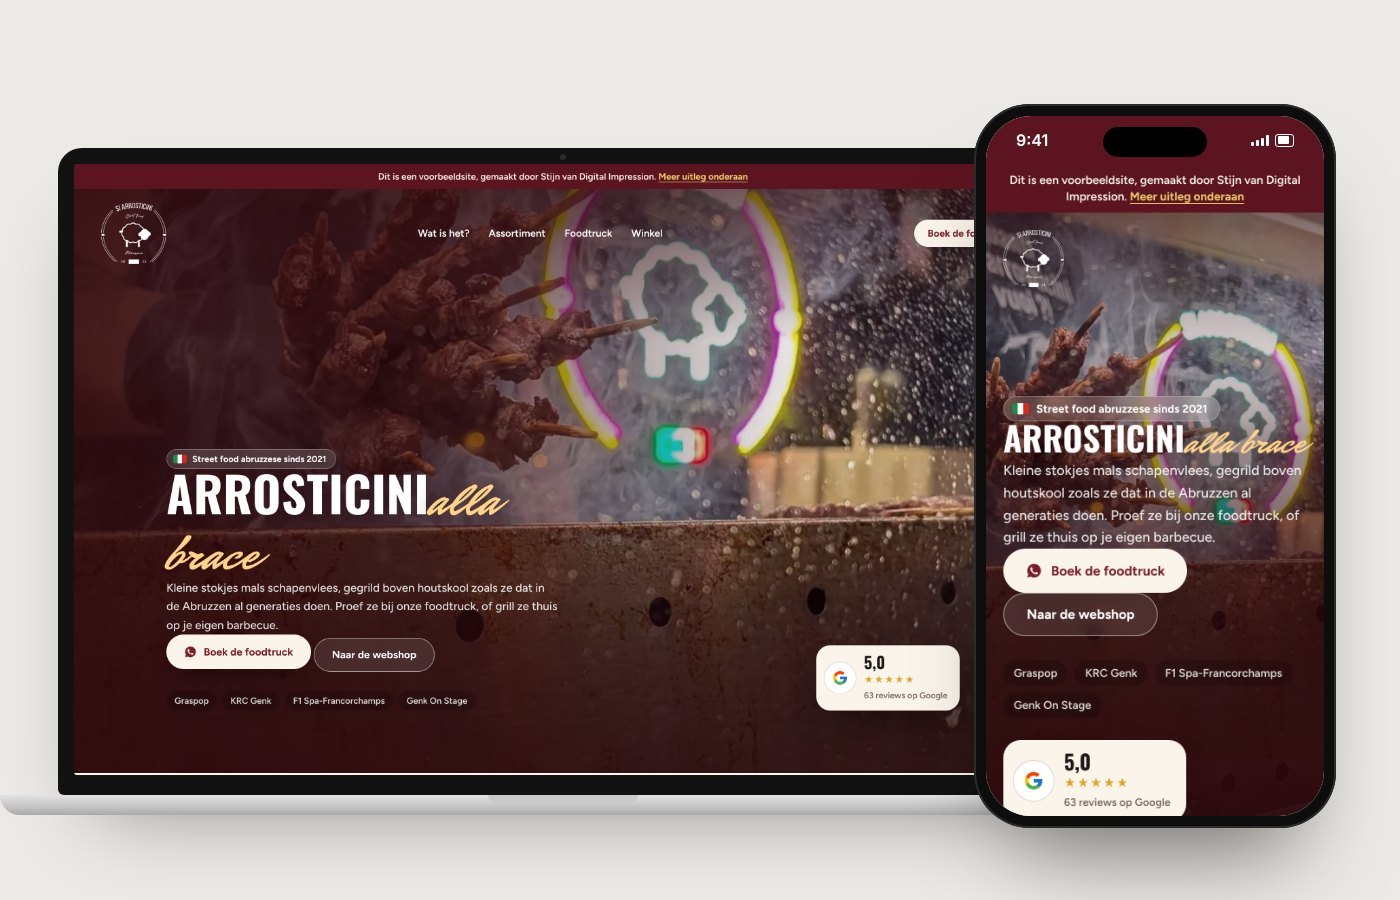 Dit is een voorbeeldsite, gemaakt door Stijn van Digital Impression. Meer uitleg onderaan
SI ARROSTICINI
Wat is het?
Assortiment
Foodtruck
Winkel
Boek de
Street food abruzzese sinds 2021
ARROSTICINI alla
brace
Kleine stokjes mals schapenvlees, gegrild boven houtskool zoals ze dat in
de Abruzzen al generaties doen. Proef ze bij onze foodtruck, of grill ze thuis
op je eigen barbecue.
Boek de foodtruck
Naar de webshop
Graspop
KRC Genk
F1 Spa-Francorchamps
Genk On Stage
5,0
★★★★★
63 reviews op Google
9:41
Dit is een voorbeeldsite, gemaakt door Stijn van Digital
Impression. Meer uitleg onderaan
SI ARROSTICINI
Street food abruzzese sinds 2021
ARROSTICINI alla brace
Kleine stokjes mals schapenvlees, gegrild boven
houtskool zoals ze dat in de Abruzzen al
generaties doen. Proef ze bij onze foodtruck, of
grill ze thuis op je eigen barbecue.
Boek de foodtruck
Naar de webshop
Graspop
KRC Genk
F1 Spa-Francorchamps
Genk On Stage
5,0
★★★★★
63 reviews op Google